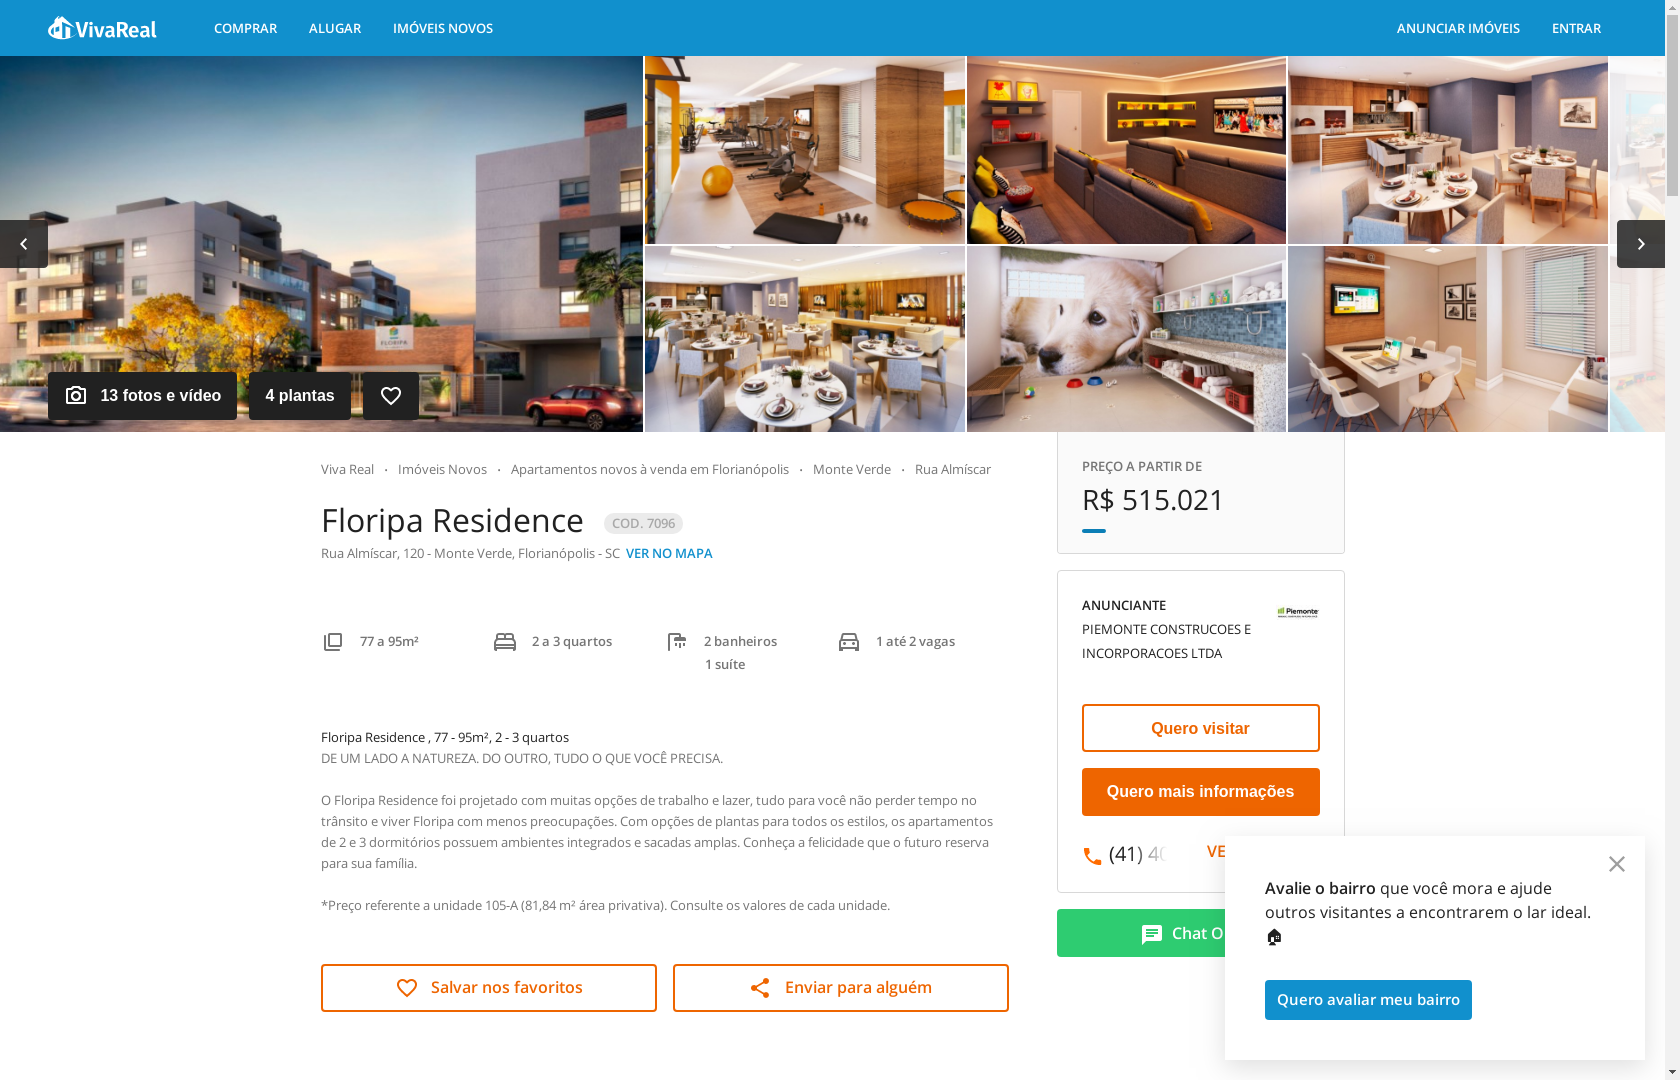 VivaReal
COMPRAR
ALUGAR
IMÓVEIS NOVOS
ANUNCIAR IMÓVEIS
ENTRAR
FLORIPA
13 fotos e vídeo
4 plantas
Viva Real · Imóveis Novos · Apartamentos novos à venda em Florianópolis · Monte Verde · Rua Almíscar
Floripa Residence
COD. 7096
Rua Almíscar, 120 - Monte Verde, Florianópolis - SC VER NO MAPA
77 a 95m²
2 a 3 quartos
2 banheiros
1 suíte
1 até 2 vagas
Floripa Residence , 77 - 95m², 2 - 3 quartos
DE UM LADO A NATUREZA. DO OUTRO, TUDO O QUE VOCÊ PRECISA.
O Floripa Residence foi projetado com muitas opções de trabalho e lazer, tudo para você não perder tempo no
trânsito e viver Floripa com menos preocupações. Com opções de plantas para todos os estilos, os apartamentos
de 2 e 3 dormitórios possuem ambientes integrados e sacadas amplas. Conheça a felicidade que o futuro reserva
para sua família.
*Preço referente a unidade 105-A (81,84 m² área privativa). Consulte os valores de cada unidade.
Salvar nos favoritos
Enviar para alguém
PREÇO A PARTIR DE
R$ 515.021
ANUNCIANTE
PIEMONTE CONSTRUCOES E
INCORPORACOES LTDA
Piemonte
Quero visitar
Quero mais informações
(41) 40
VE
Chat O
Avalie o bairro que você mora e ajude
outros visitantes a encontrarem o lar ideal.
Quero avaliar meu bairro